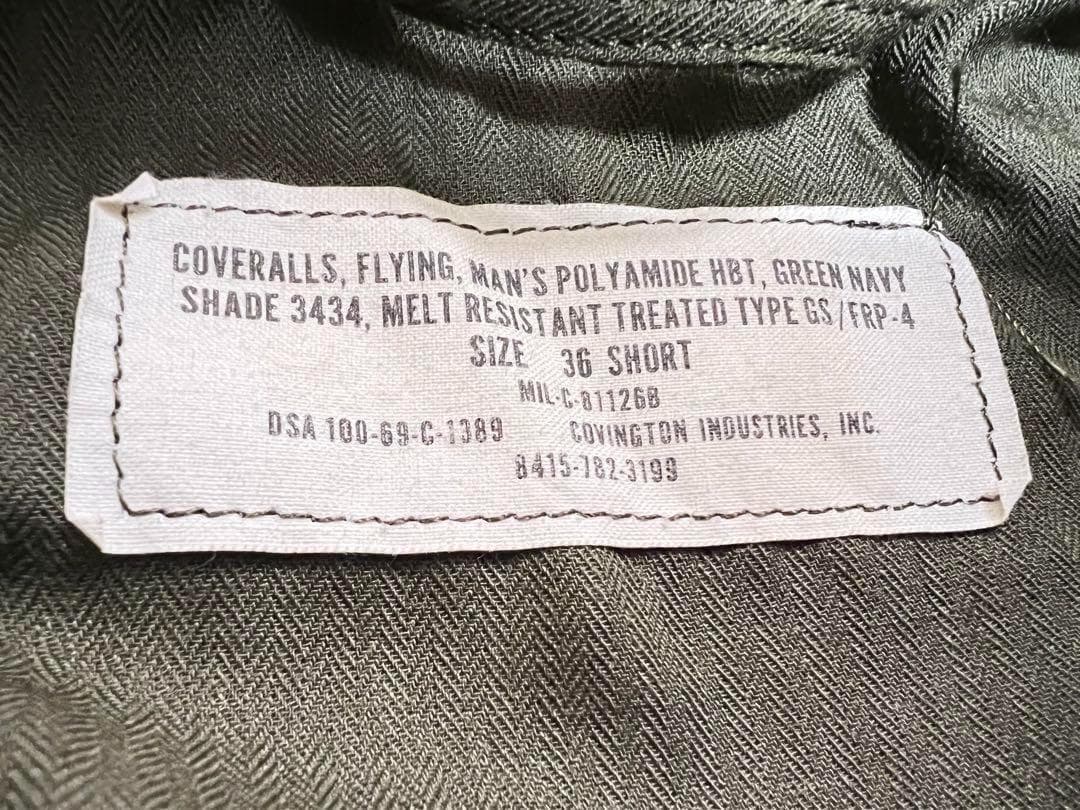 COVERALLS, FLYING, MAN'S POLYAMIDE HBT, GREEN NAVY
SHADE 3434, MELT RESISTANT TREATED TYPE GS/FRP-4
SIZE 36 SHORT
MIL-C-81126B
DSA 100-69-C-1389 COVINGTON INDUSTRIES, INC.
8415-782-3199